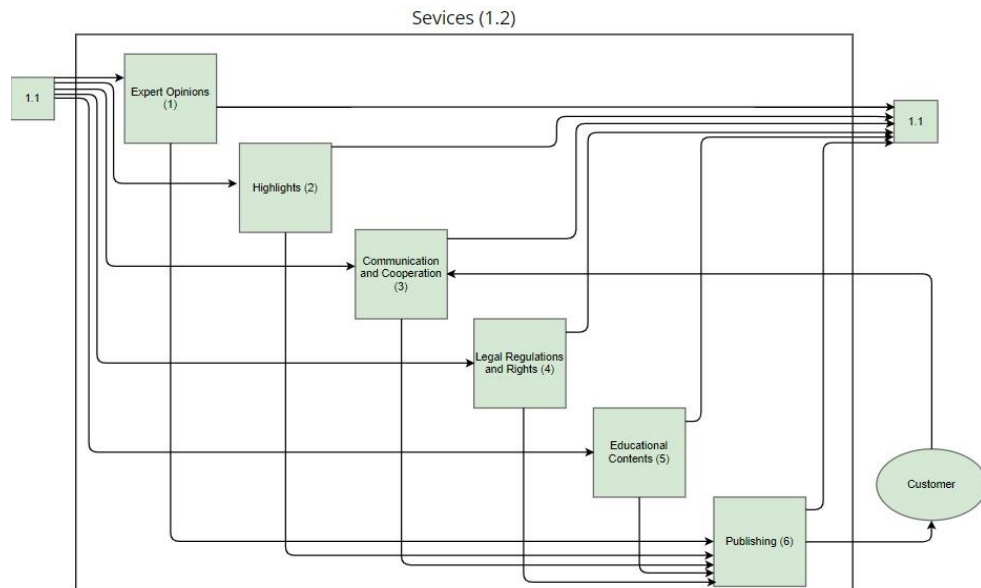 Sevices (1.2)
1.1
Expert Opinions
(1)
1.1
Highlights (2)
Communication
and Cooperation
(3)
Legal Regulations
and Rights (4)
Educational
Contents (5)
Customer
Publishing (6)